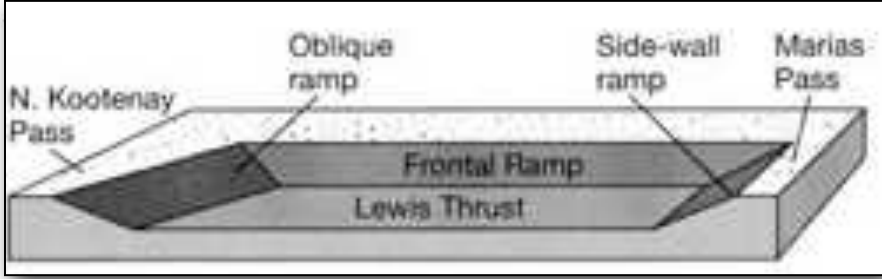 Oblique
ramp
Side-wall
ramp
Marias
Pass
N. Kootenay
Pass
Frontal Ramp
Lewis Thrust